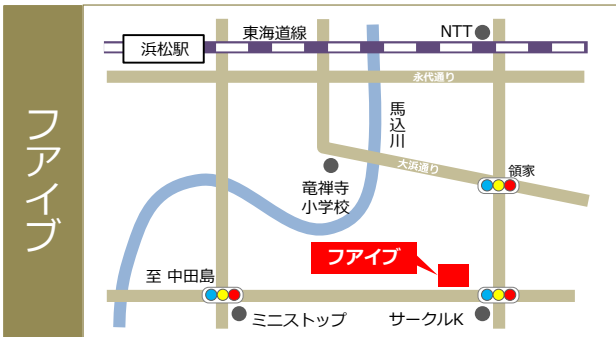 ファイブ
東海道線
NTT
浜松駅
永代通り
馬込川
大浜通り
領家
竜禅寺
小学校
フアイブ
至 中田島
ミニストップ
サークルK